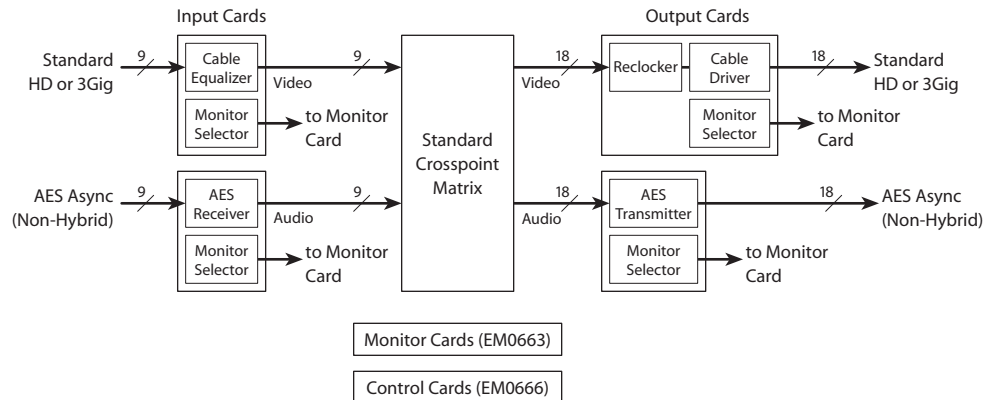 Input Cards
Output Cards
Standard
HD or 3Gig
9
Cable
Equalizer
Video
9
Monitor
Selector
to Monitor
Card
Standard
Crosspoint
Matrix
18
Video
Reclocker
Cable
Driver
18
Standard
HD or 3Gig
Monitor
Selector
to Monitor
Card
AES Async
(Non-Hybrid)
9
AES
Receiver
Audio
9
Monitor
Selector
to Monitor
Card
18
Audio
AES
Transmitter
18
AES Async
(Non-Hybrid)
Monitor
Selector
to Monitor
Card
Monitor Cards (EM0663)
Control Cards (EM0666)